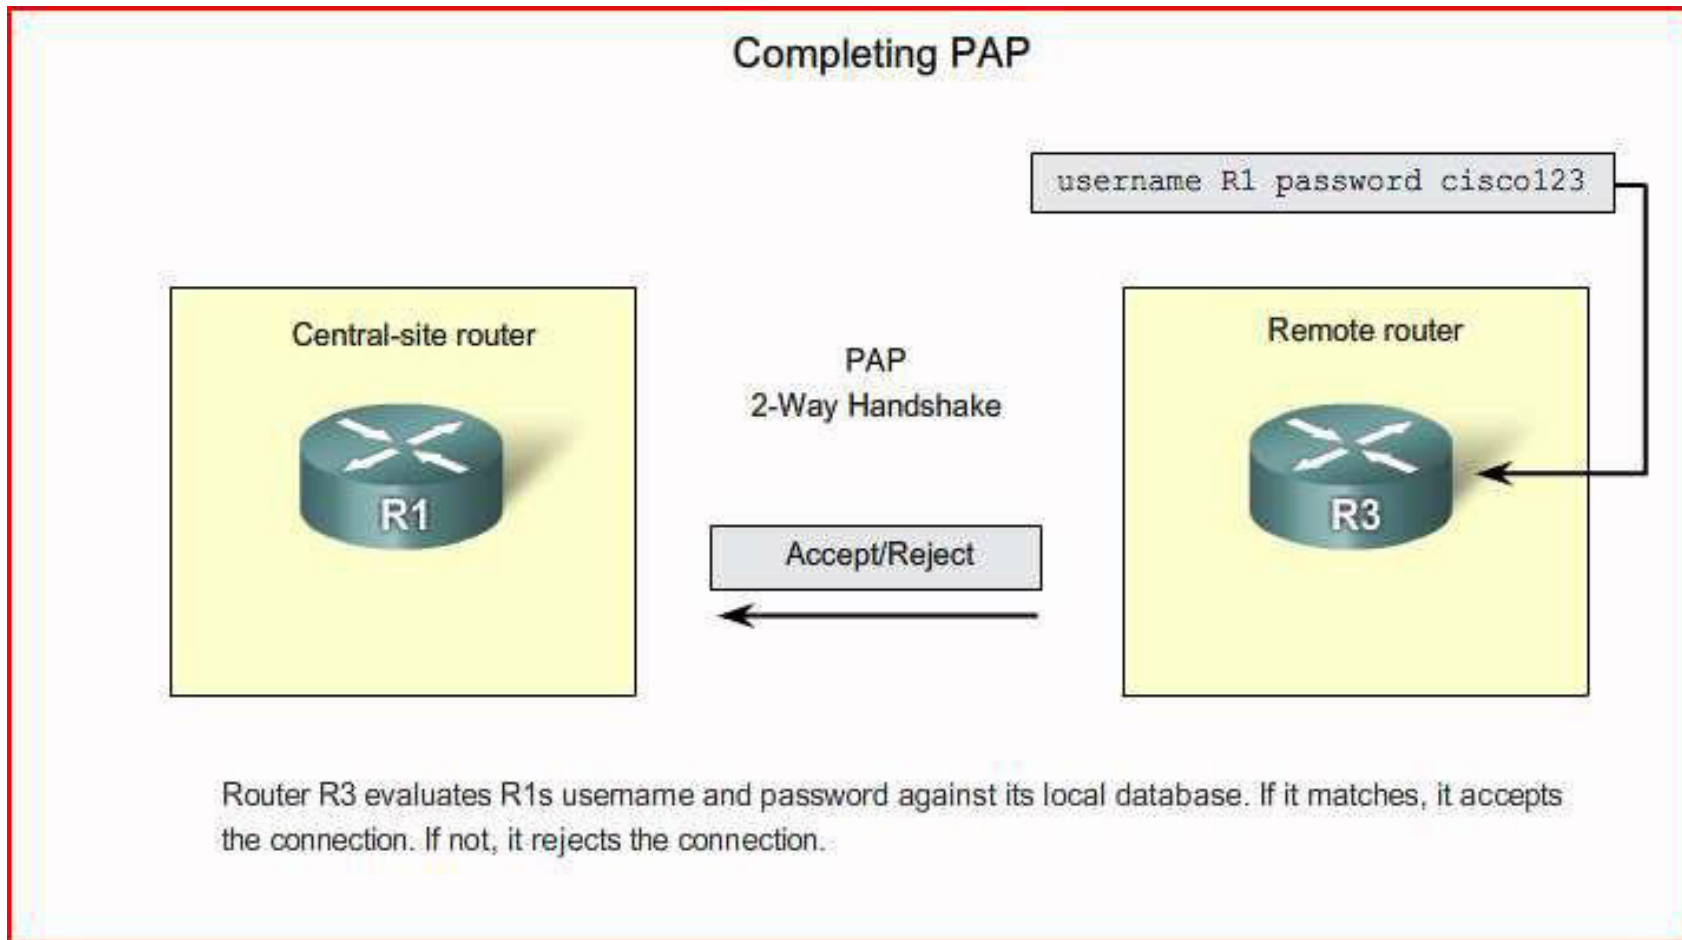 Completing PAP
username R1 password cisco123
Central-site router
Remote router
PAP
2-Way Handshake
R1
R3
Accept/Reject
Router R3 evaluates R1s username and password against its local database. If it matches, it accepts
the connection. If not, it rejects the connection.